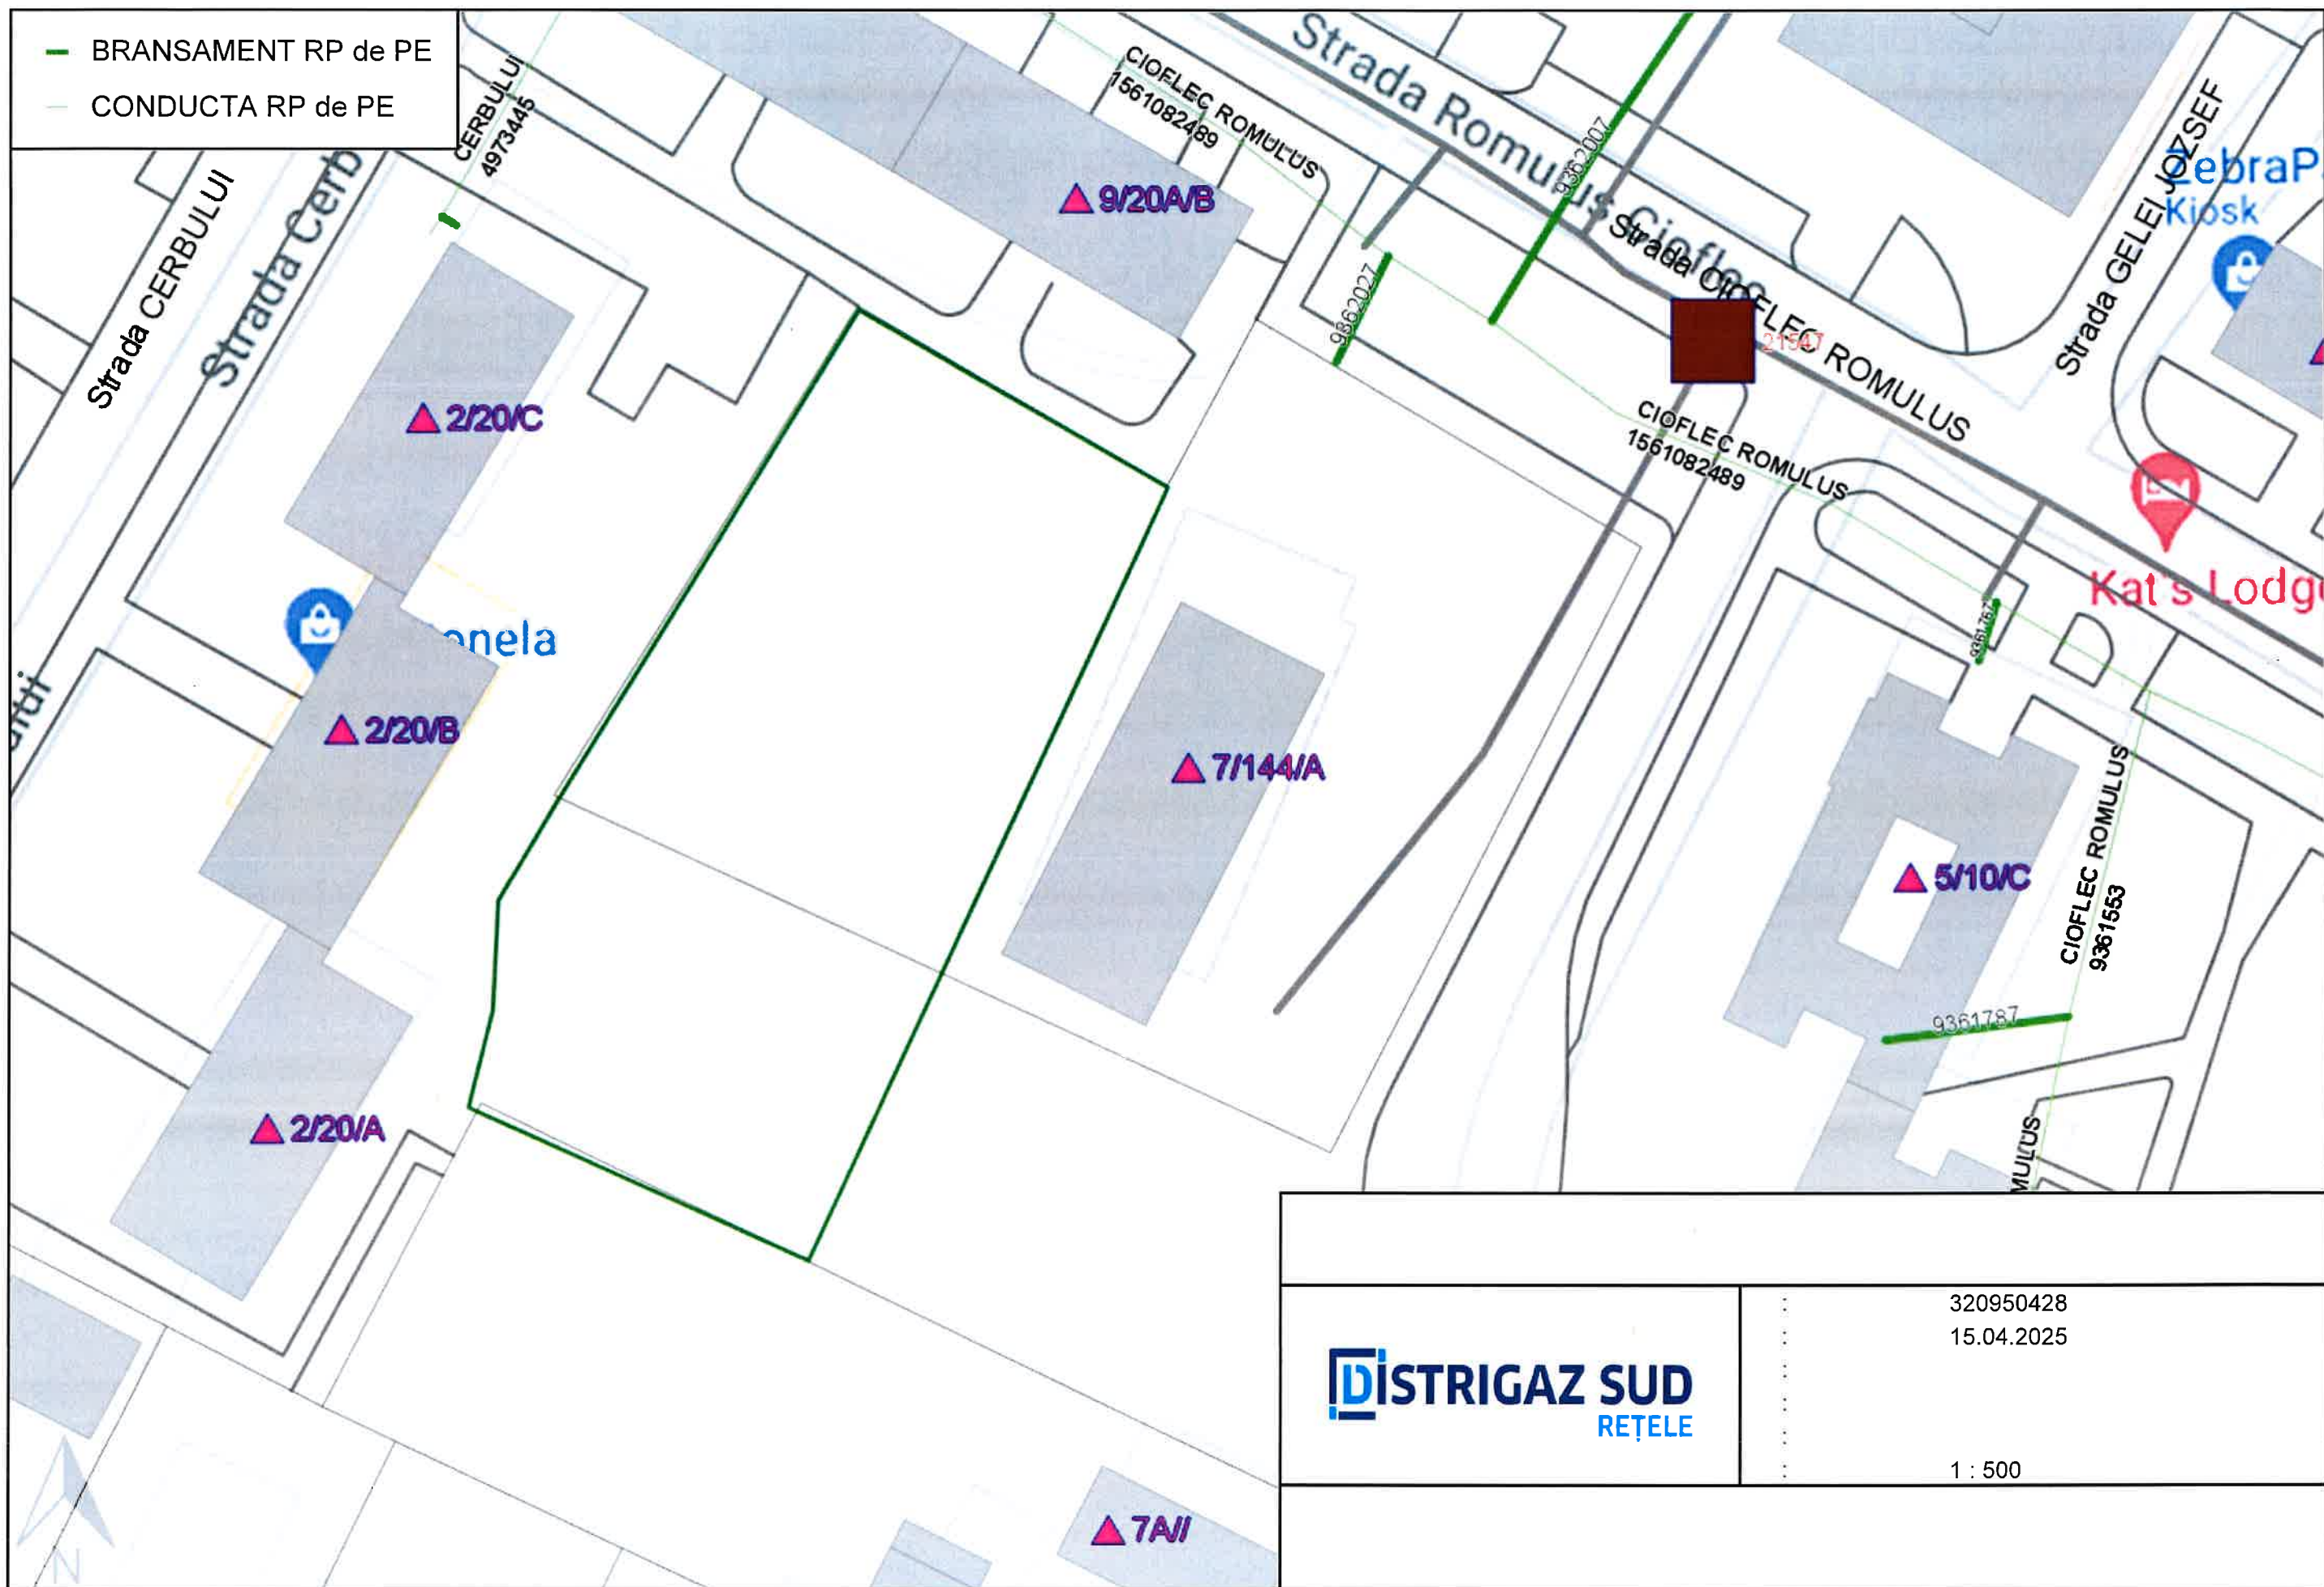 BRANSAMENT RP de PE
CONDUCTA RP de PE
CERBULUI
4973445
Strada CERBULUI
Strada Cerb
CIOFLEC ROMULUS
1561082489
Strada Romulus Cioflec
9362007
Strada CIOFLEC ROMULUS
Strada GELEI JOZSEF
ZebraP
Kiosk
9/20A/B
9362027
21547
2/20/C
CIOFLEC ROMULUS
1561082489
Kat's Lodge
9361767
onela
2/20/B
7/144/A
5/10/C
CIOFLEC ROMULUS
9361553
9361787
2/20/A
MULUS
7A/I
N
DISTRIGAZ SUD
REȚELE
: 320950428
: 15.04.2025
:
:
:
: 1 : 500